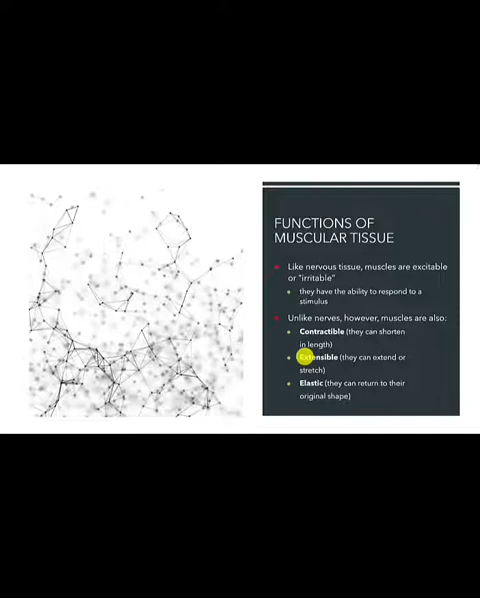 FUNCTIONS OF
MUSCULAR TISSUE
Like nervous tissue, muscles are excitable
or "irritable"
they have the ability to respond to a
stimulus
Unlike nerves, however, muscles are also:
Contractible (they can shorten
in length)
Extensible (they can extend or
stretch)
Elastic (they can return to their
original shape)